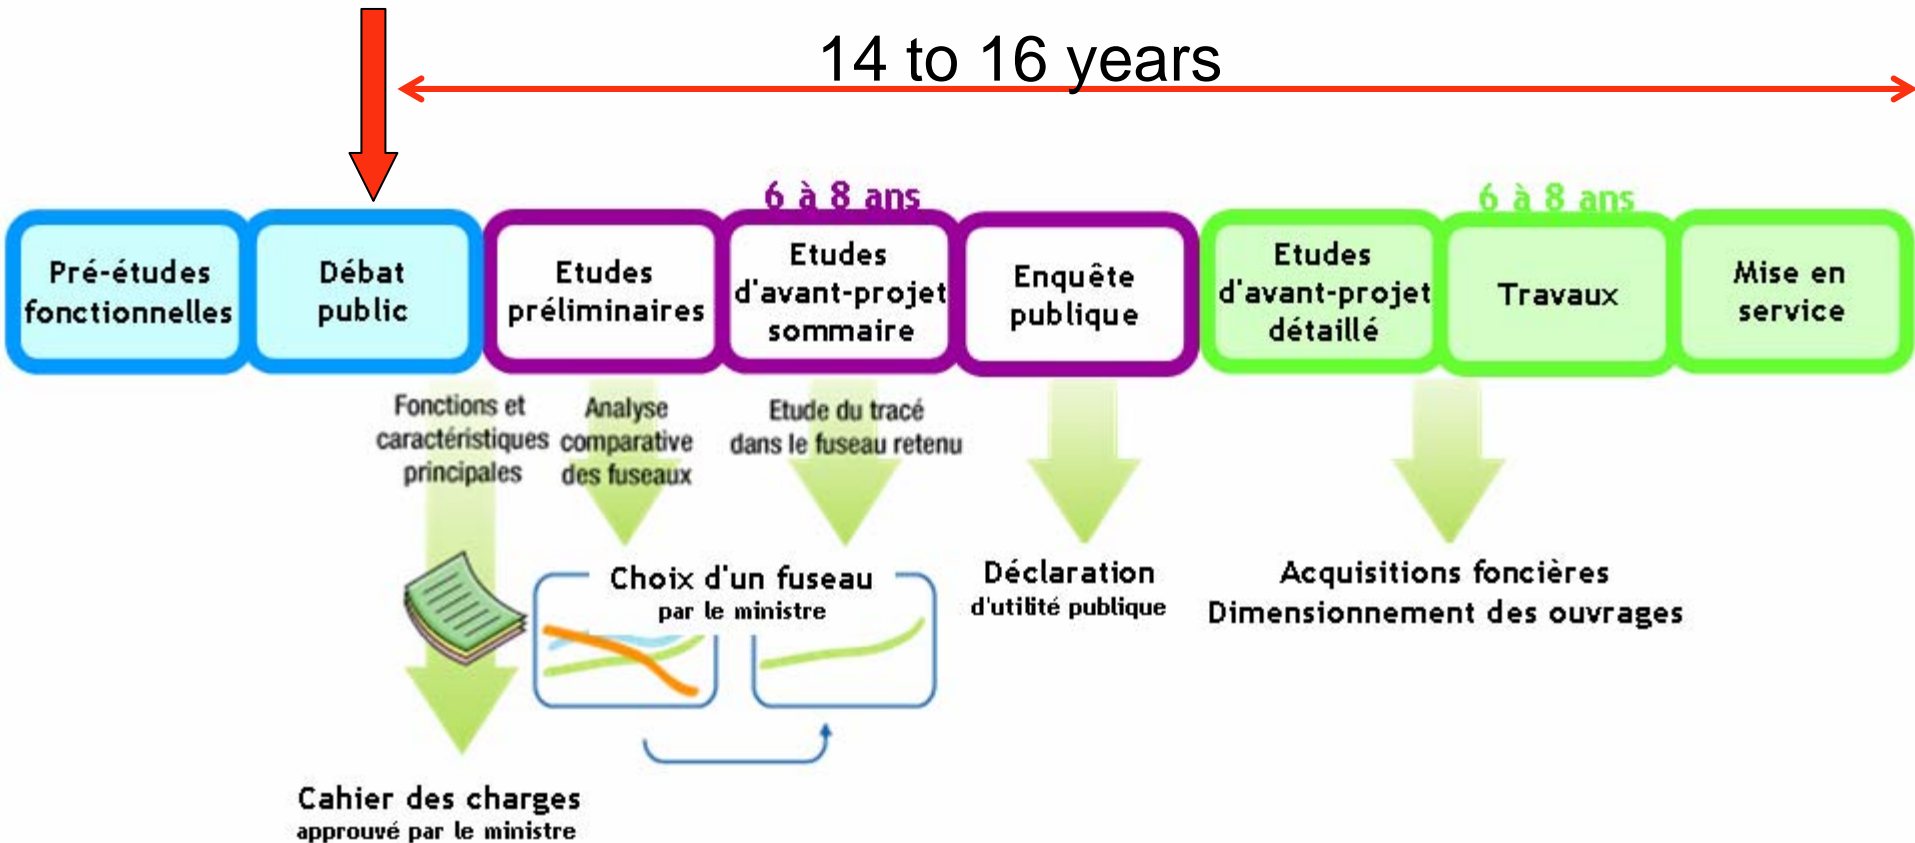 14 to 16 years
6 à 8 ans
6 à 8 ans
Pré-études
fonctionnelles
Débat
public
Etudes
préliminaires
Etudes
d'avant-projet
sommaire
Enquête
publique
Etudes
d'avant-projet
détaillé
Travaux
Mise en
service
Fonctions et
caractéristiques
principales
Analyse
comparative
des fuseaux
Etude du tracé
dans le fuseau retenu
Choix d'un fuseau
par le ministre
Déclaration
d'utilité publique
Acquisitions foncières
Dimensionnement des ouvrages
Cahier des charges
approuvé par le ministre